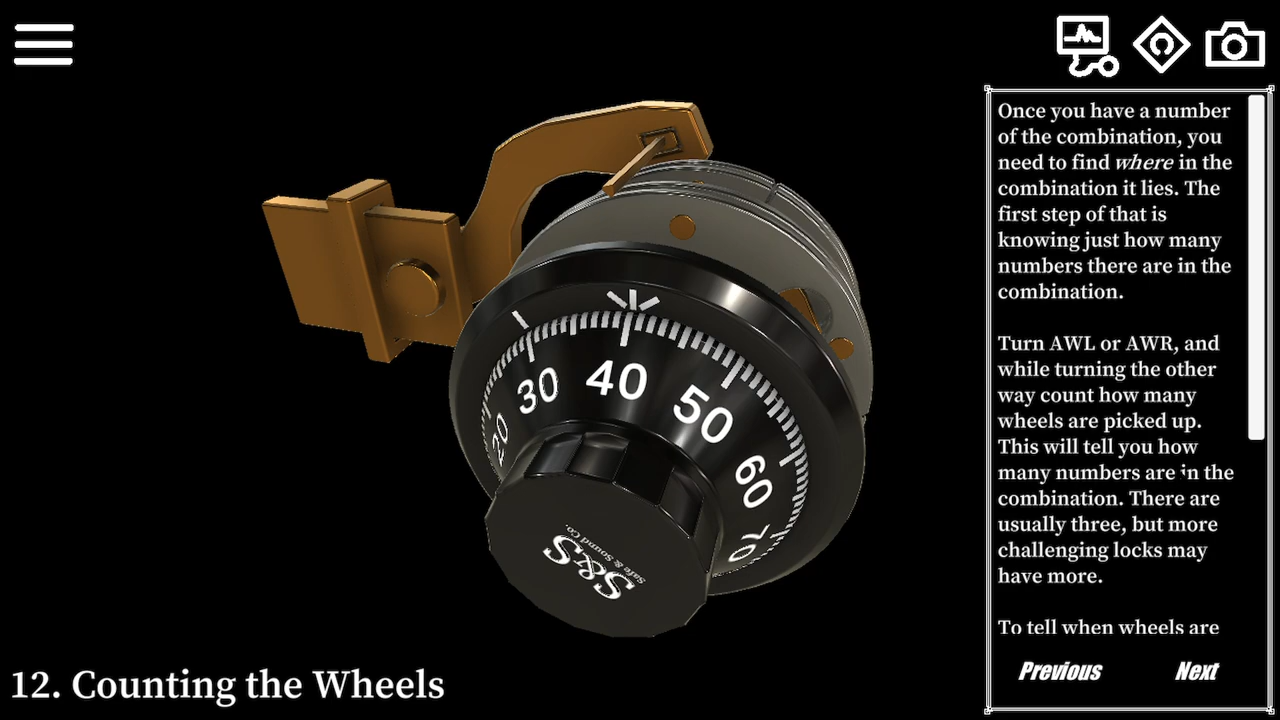 Once you have a number
of the combination, you
need to find where in the
combination it lies. The
first step of that is
knowing just how many
numbers there are in the
combination.
Turn AWL or AWR, and
while turning the other
way count how many
wheels are picked up.
This will tell you how
many numbers are in the
combination. There are
usually three, but more
challenging locks may
have more.
To tell when wheels are
Previous Next
20 30 40 50 60 70
S&S
Safe & Sound Co.
12. Counting the Wheels